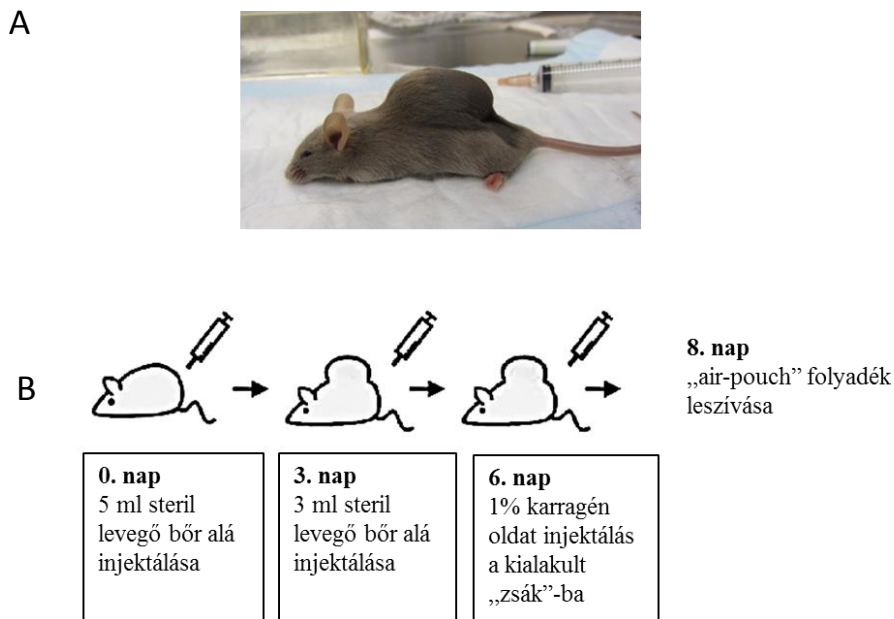 A
B
0. nap
5 ml steril
levegő bőr alá
injektálása
3. nap
3 ml steril
levegő bőr alá
injektálása
6. nap
1% karragén
oldat injektálás
a kialakult
„zsák”-ba
8. nap
„air-pouch” folyadék
leszívása